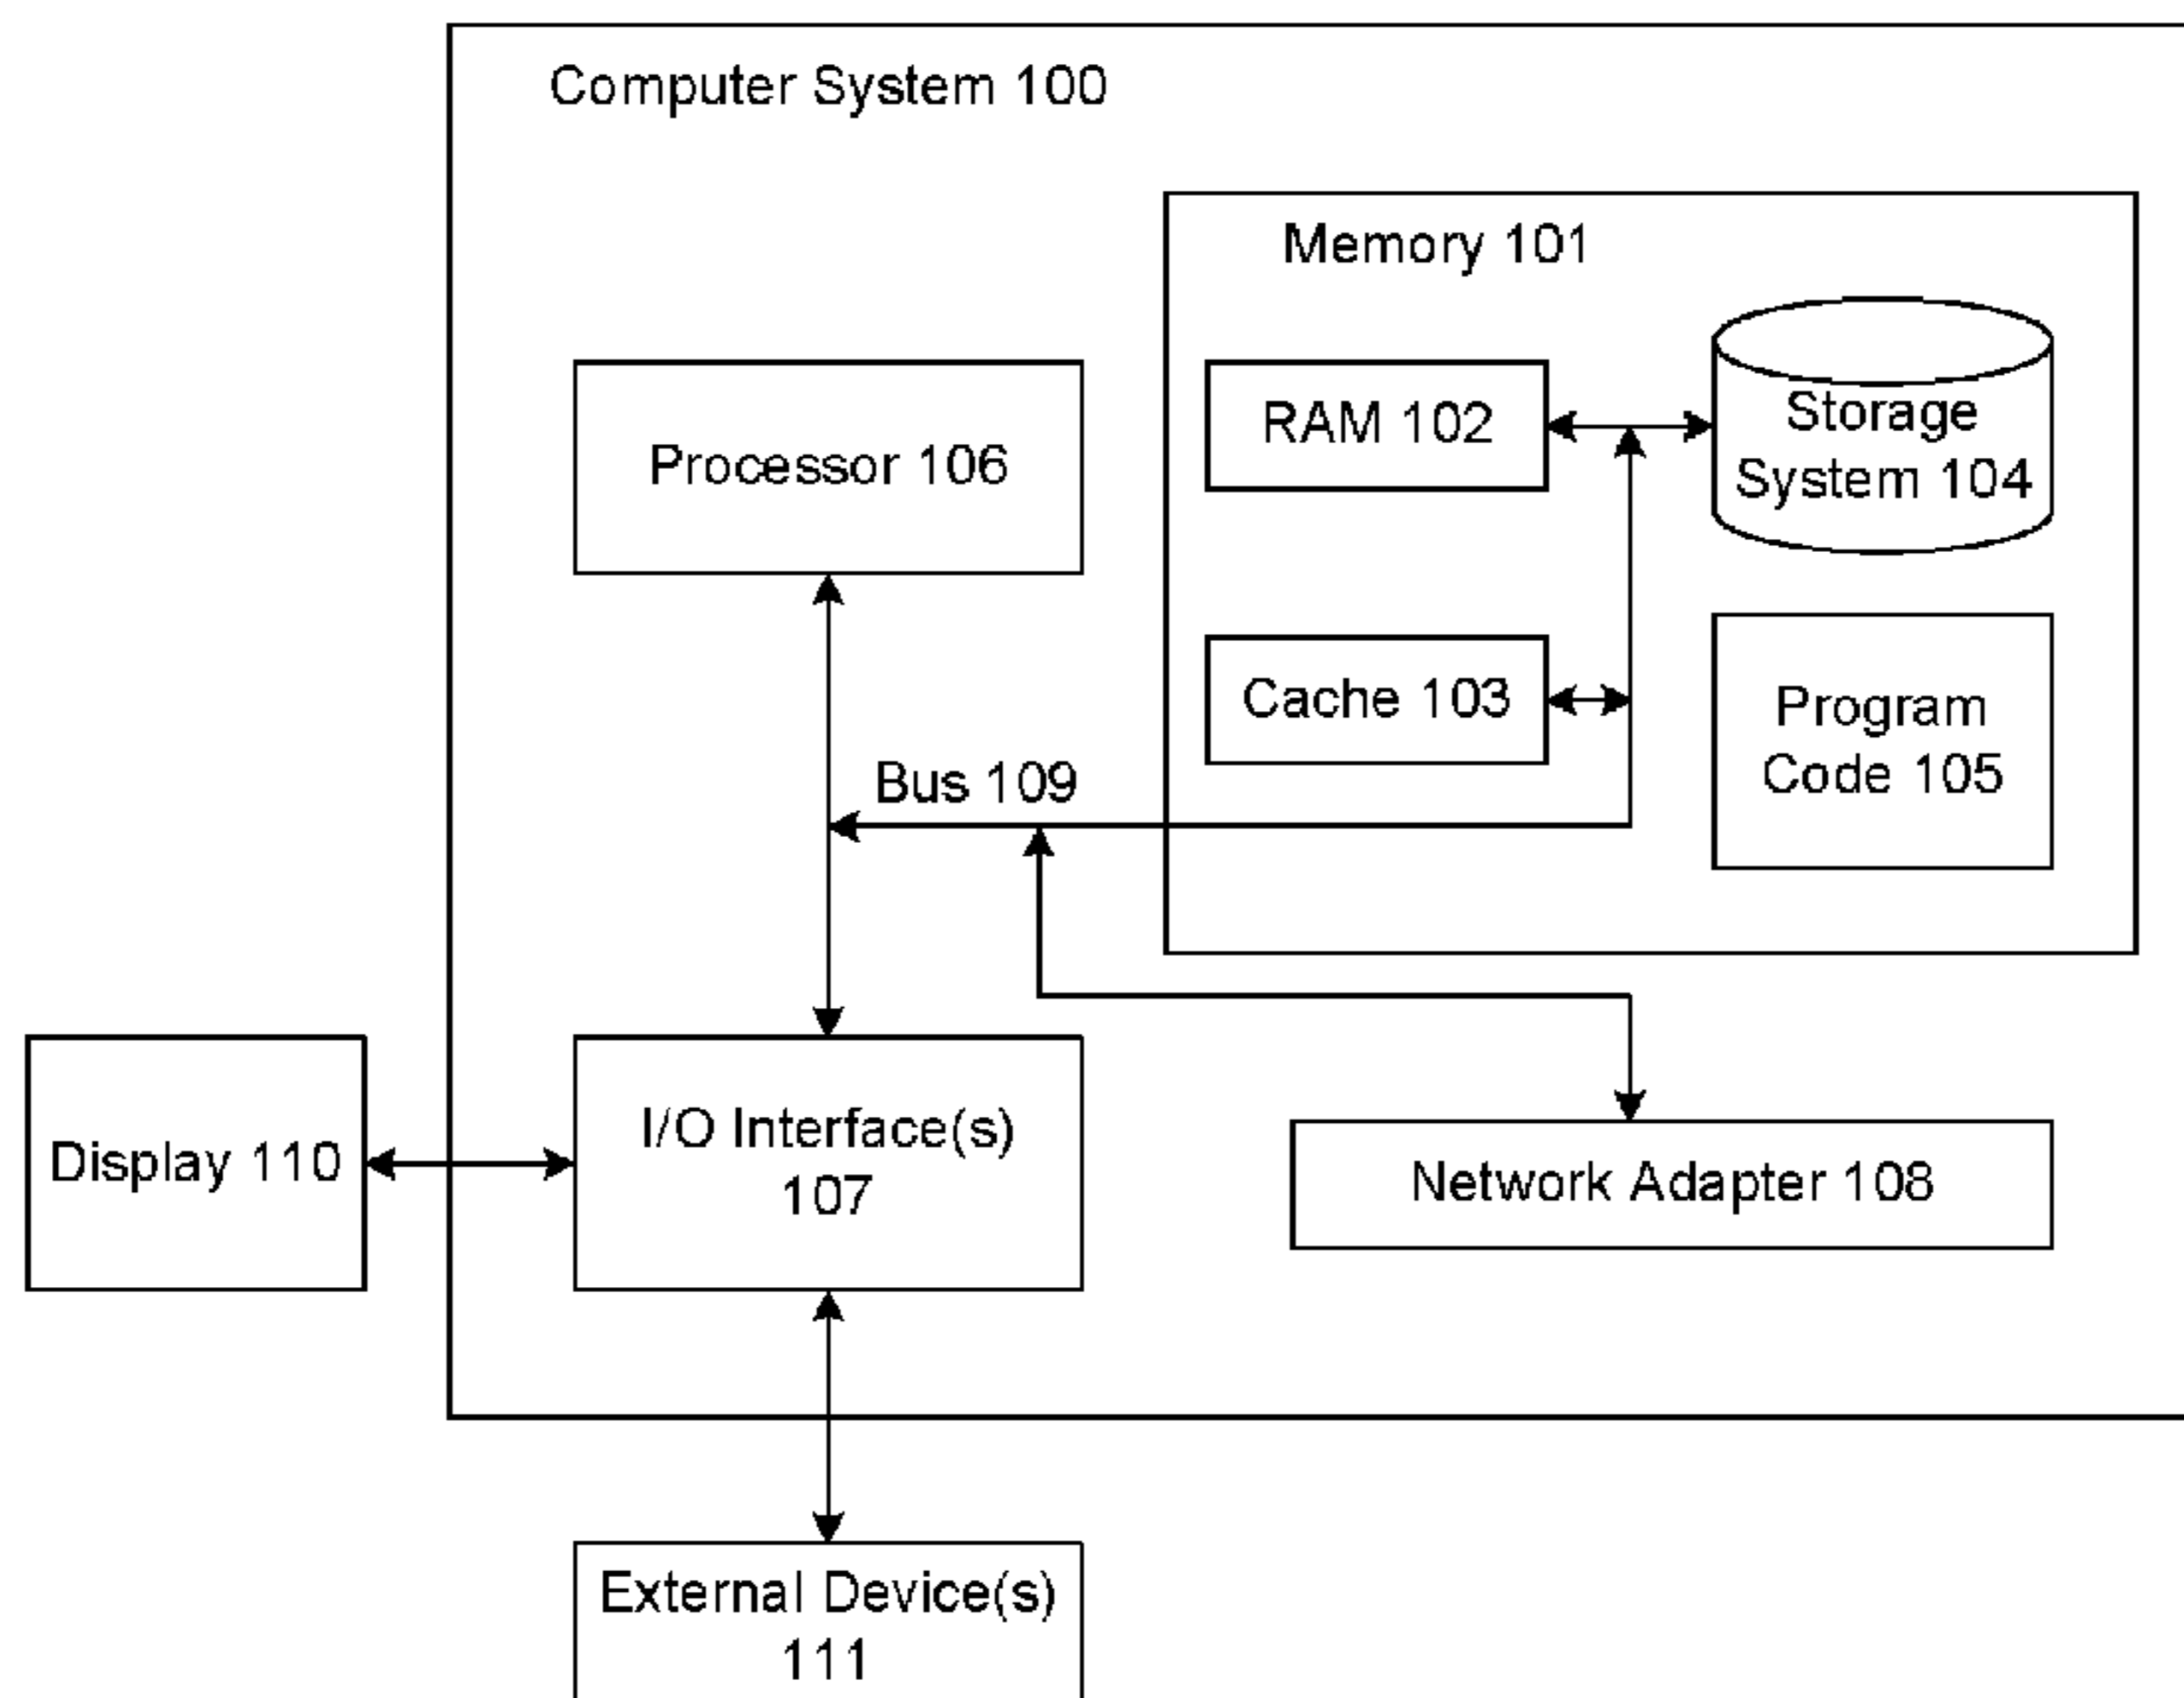 Computer System 100
Memory 101
RAM 102
Storage
System 104
Processor 106
Cache 103
Program
Code 105
Bus 109
Display 110
I/O Interface(s)
107
Network Adapter 108
External Device(s)
111